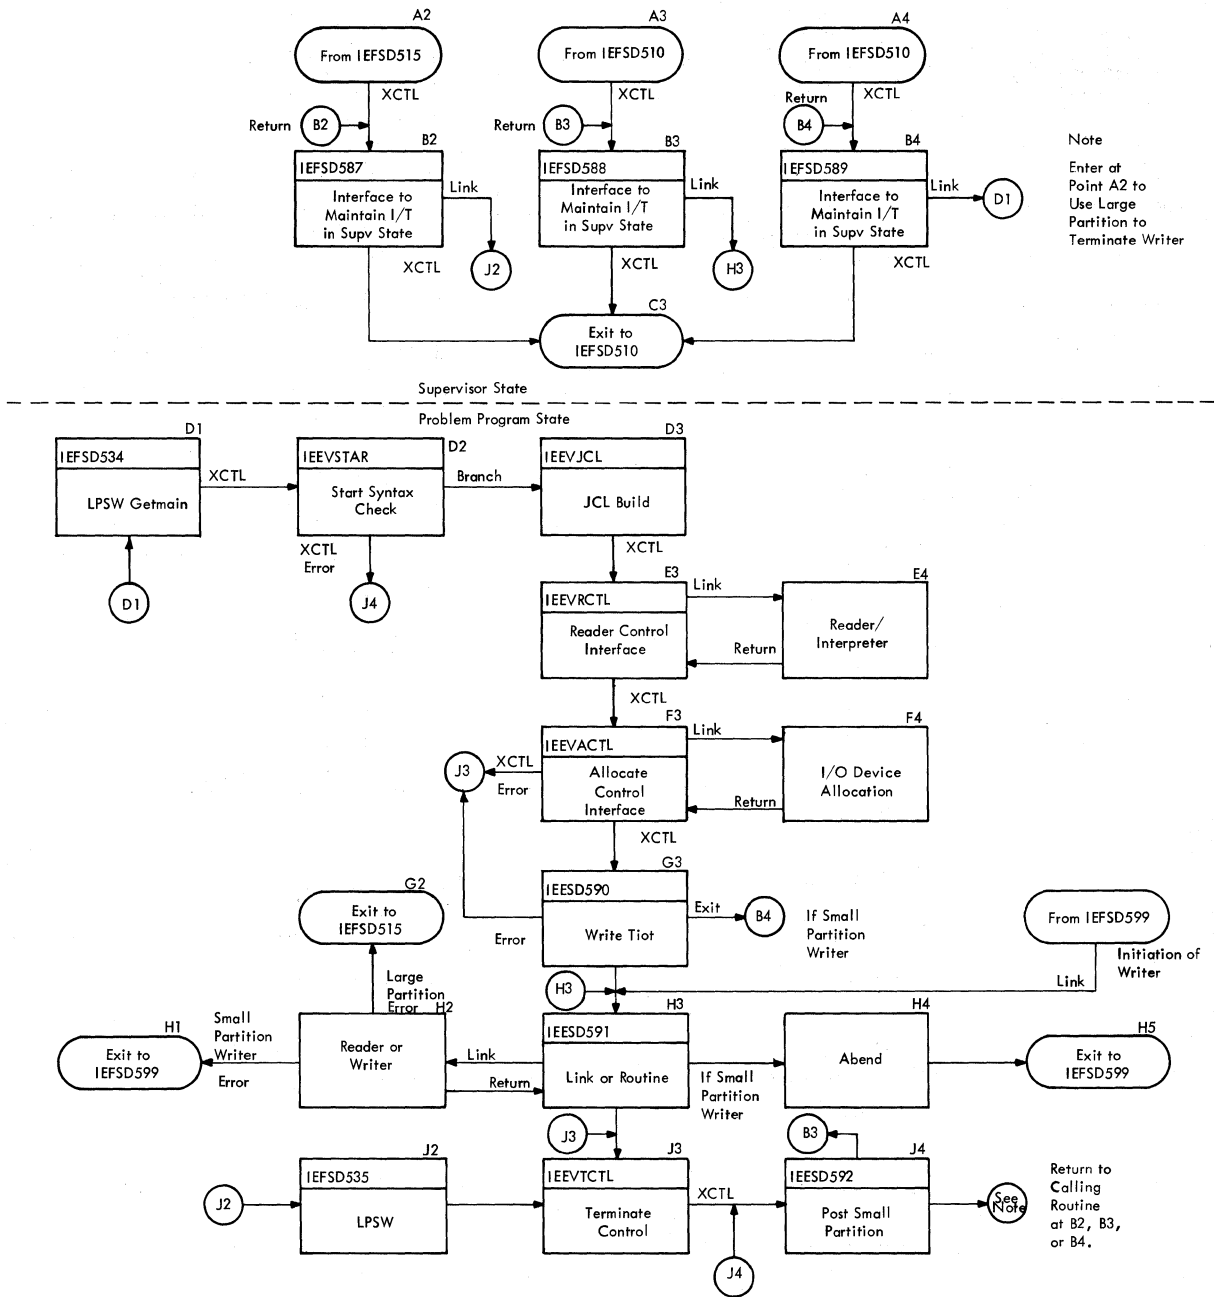 A2
From IEFSD515
XCTL
Return
B2
B2
IEFSD587
Interface to
Maintain I/T
in Supv State
Link
J2
XCTL
A3
From IEFSD510
XCTL
Return
B3
B3
IEFSD588
Interface to
Maintain I/T
in Supv State
Link
H3
XCTL
A4
From IEFSD510
XCTL
Return
B4
B4
IEFSD589
Interface to
Maintain I/T
in Supv State
Link
D1
XCTL
Note
Enter at
Point A2 to
Use Large
Partition to
Terminate Writer
C3
Exit to
IEFSD510
Supervisor State
Problem Program State
D1
IEFSD534
LPSW Getmain
XCTL
D1
D2
IEEVSTAR
Start Syntax
Check
Branch
XCTL
Error
J4
D3
IEEVJCL
JCL Build
XCTL
E3
IEEVRCTL
Reader Control
Interface
Link
Return
E4
Reader/
Interpreter
XCTL
F3
IEEVACTL
Allocate
Control
Interface
Link
Return
F4
I/O Device
Allocation
J3
XCTL
Error
XCTL
G3
IEESD590
Write Tiot
Error
Exit
B4
If Small
Partition
Writer
G2
Exit to
IEFSD515
Large
Partition
Error
From IEFSD599
Initiation of
Writer
Link
H3
H1
Exit to
IEFSD599
Small
Partition
Writer
Error
H2
Reader or
Writer
Link
Return
H3
IEESD591
Link or Routine
If Small
Partition
Writer
H4
Abend
H5
Exit to
IEFSD599
J3
B3
J2
J2
IEFSD535
LPSW
J3
IEEVTCTL
Terminate
Control
XCTL
J4
J4
IEESD592
Post Small
Partition
See
Note
Return to
Calling
Routine
at B2, B3,
or B4.